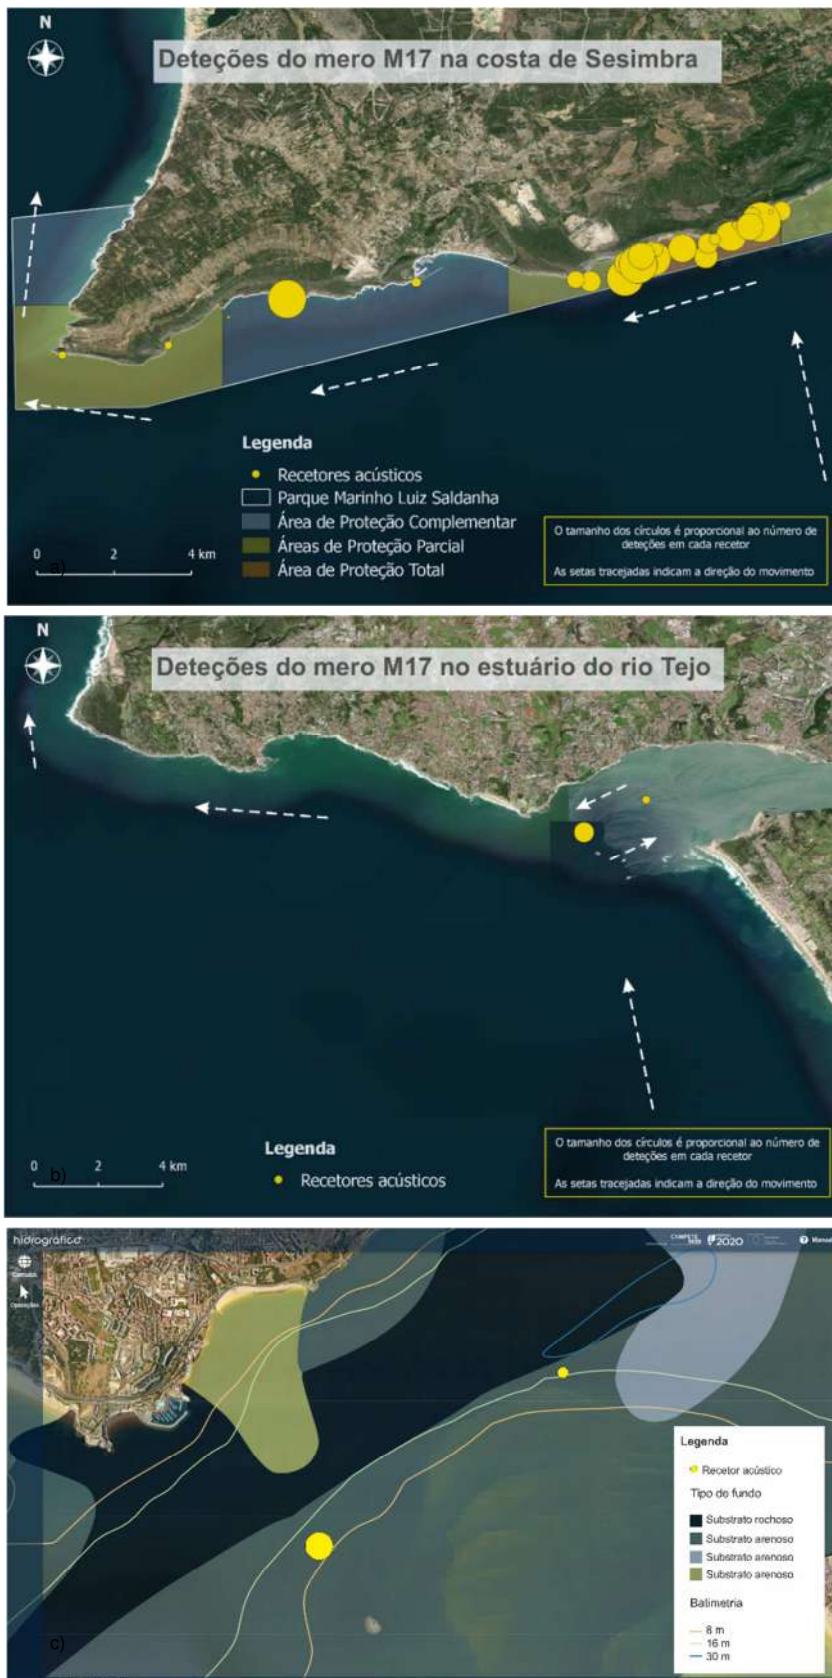 N
Deteções do mero M17 na costa de Sesimbra
Legenda
Recetores acústicos
Parque Marinho Luiz Saldanha
Área de Proteção Complementar
Áreas de Proteção Parcial
Área de Proteção Total
0 2 4 km
a)
O tamanho dos círculos é proporcional ao número de
deteções em cada recetor
As setas tracejadas indicam a direção do movimento
N
Deteções do mero M17 no estuário do rio Tejo
Legenda
Recetores acústicos
0 2 4 km
b)
O tamanho dos círculos é proporcional ao número de
deteções em cada recetor
As setas tracejadas indicam a direção do movimento
hidrográfico
2020
Manual
Operações
Legenda
Recetor acústico
Tipo de fundo
Substrato rochoso
Substrato arenoso
Substrato arenoso
Substrato arenoso
Batimetria
8 m
16 m
30 m
c)